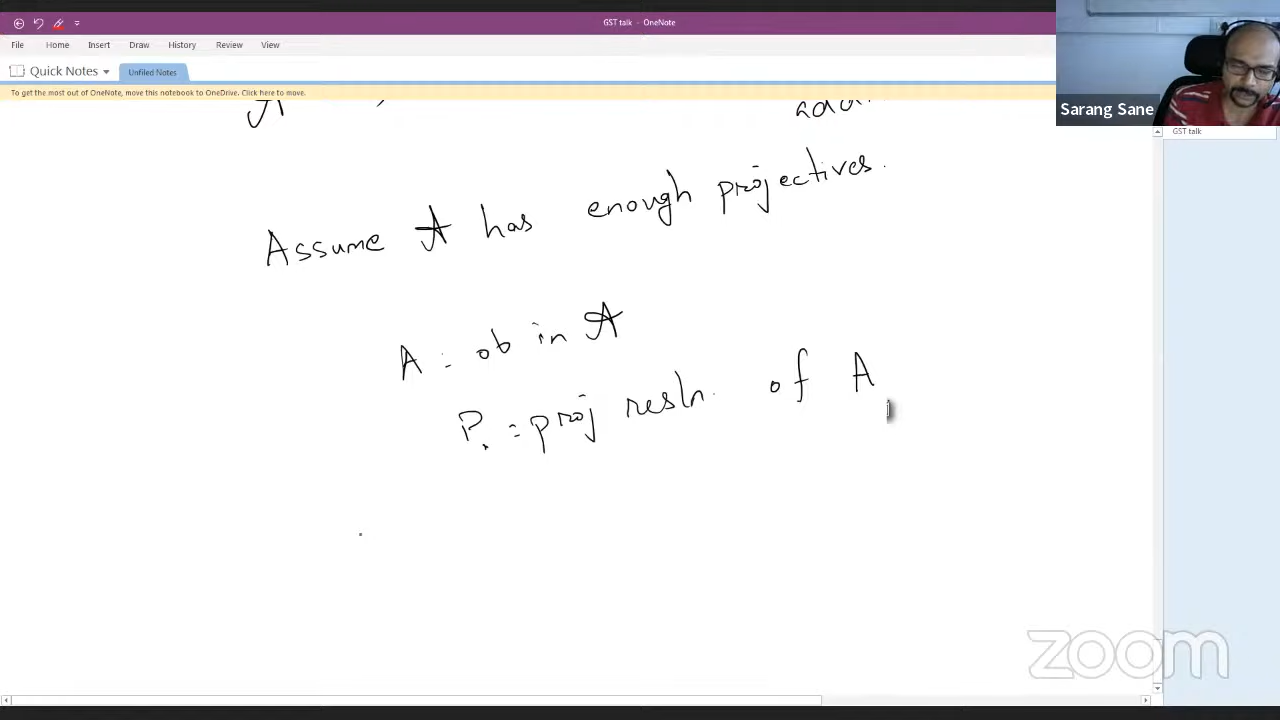 GST talk - OneNote
File Home Insert Draw History Review View
Quick Notes Unfiled Notes
To get the most out of OneNote, move this notebook to OneDrive. Click here to move.
Sarang Sane
GST talk
Assume A has enough projectives.
A = ob in A
P. = proj resln. of A
zoom